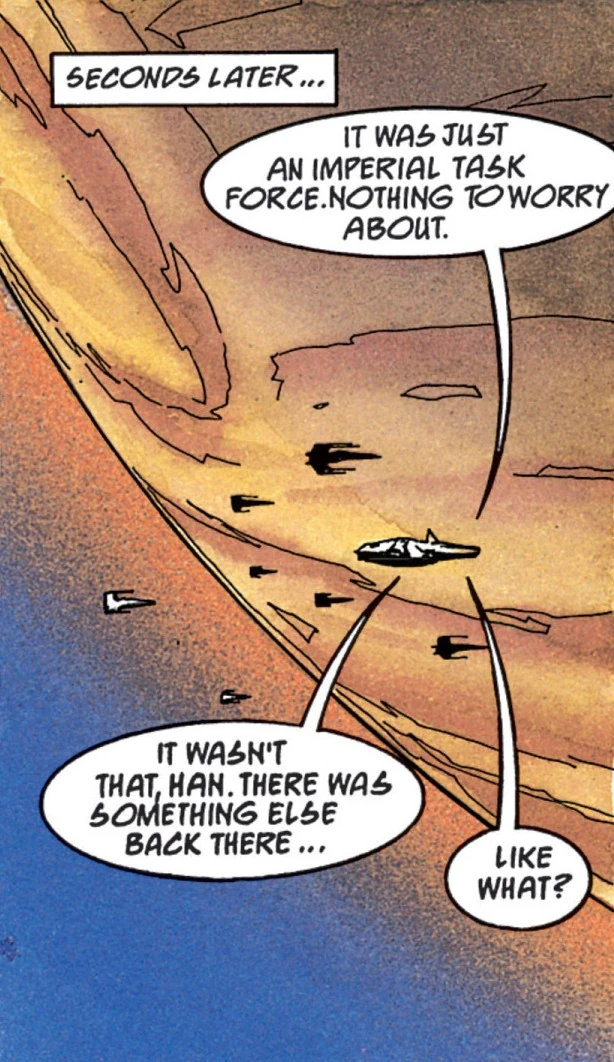 SECONDS LATER...
IT WAS JUST
AN IMPERIAL TASK
FORCE.NOTHING TO WORRY
ABOUT.
IT WASN'T
THAT, HAN. THERE WAS
SOMETHING ELSE
BACK THERE...
LIKE
WHAT?